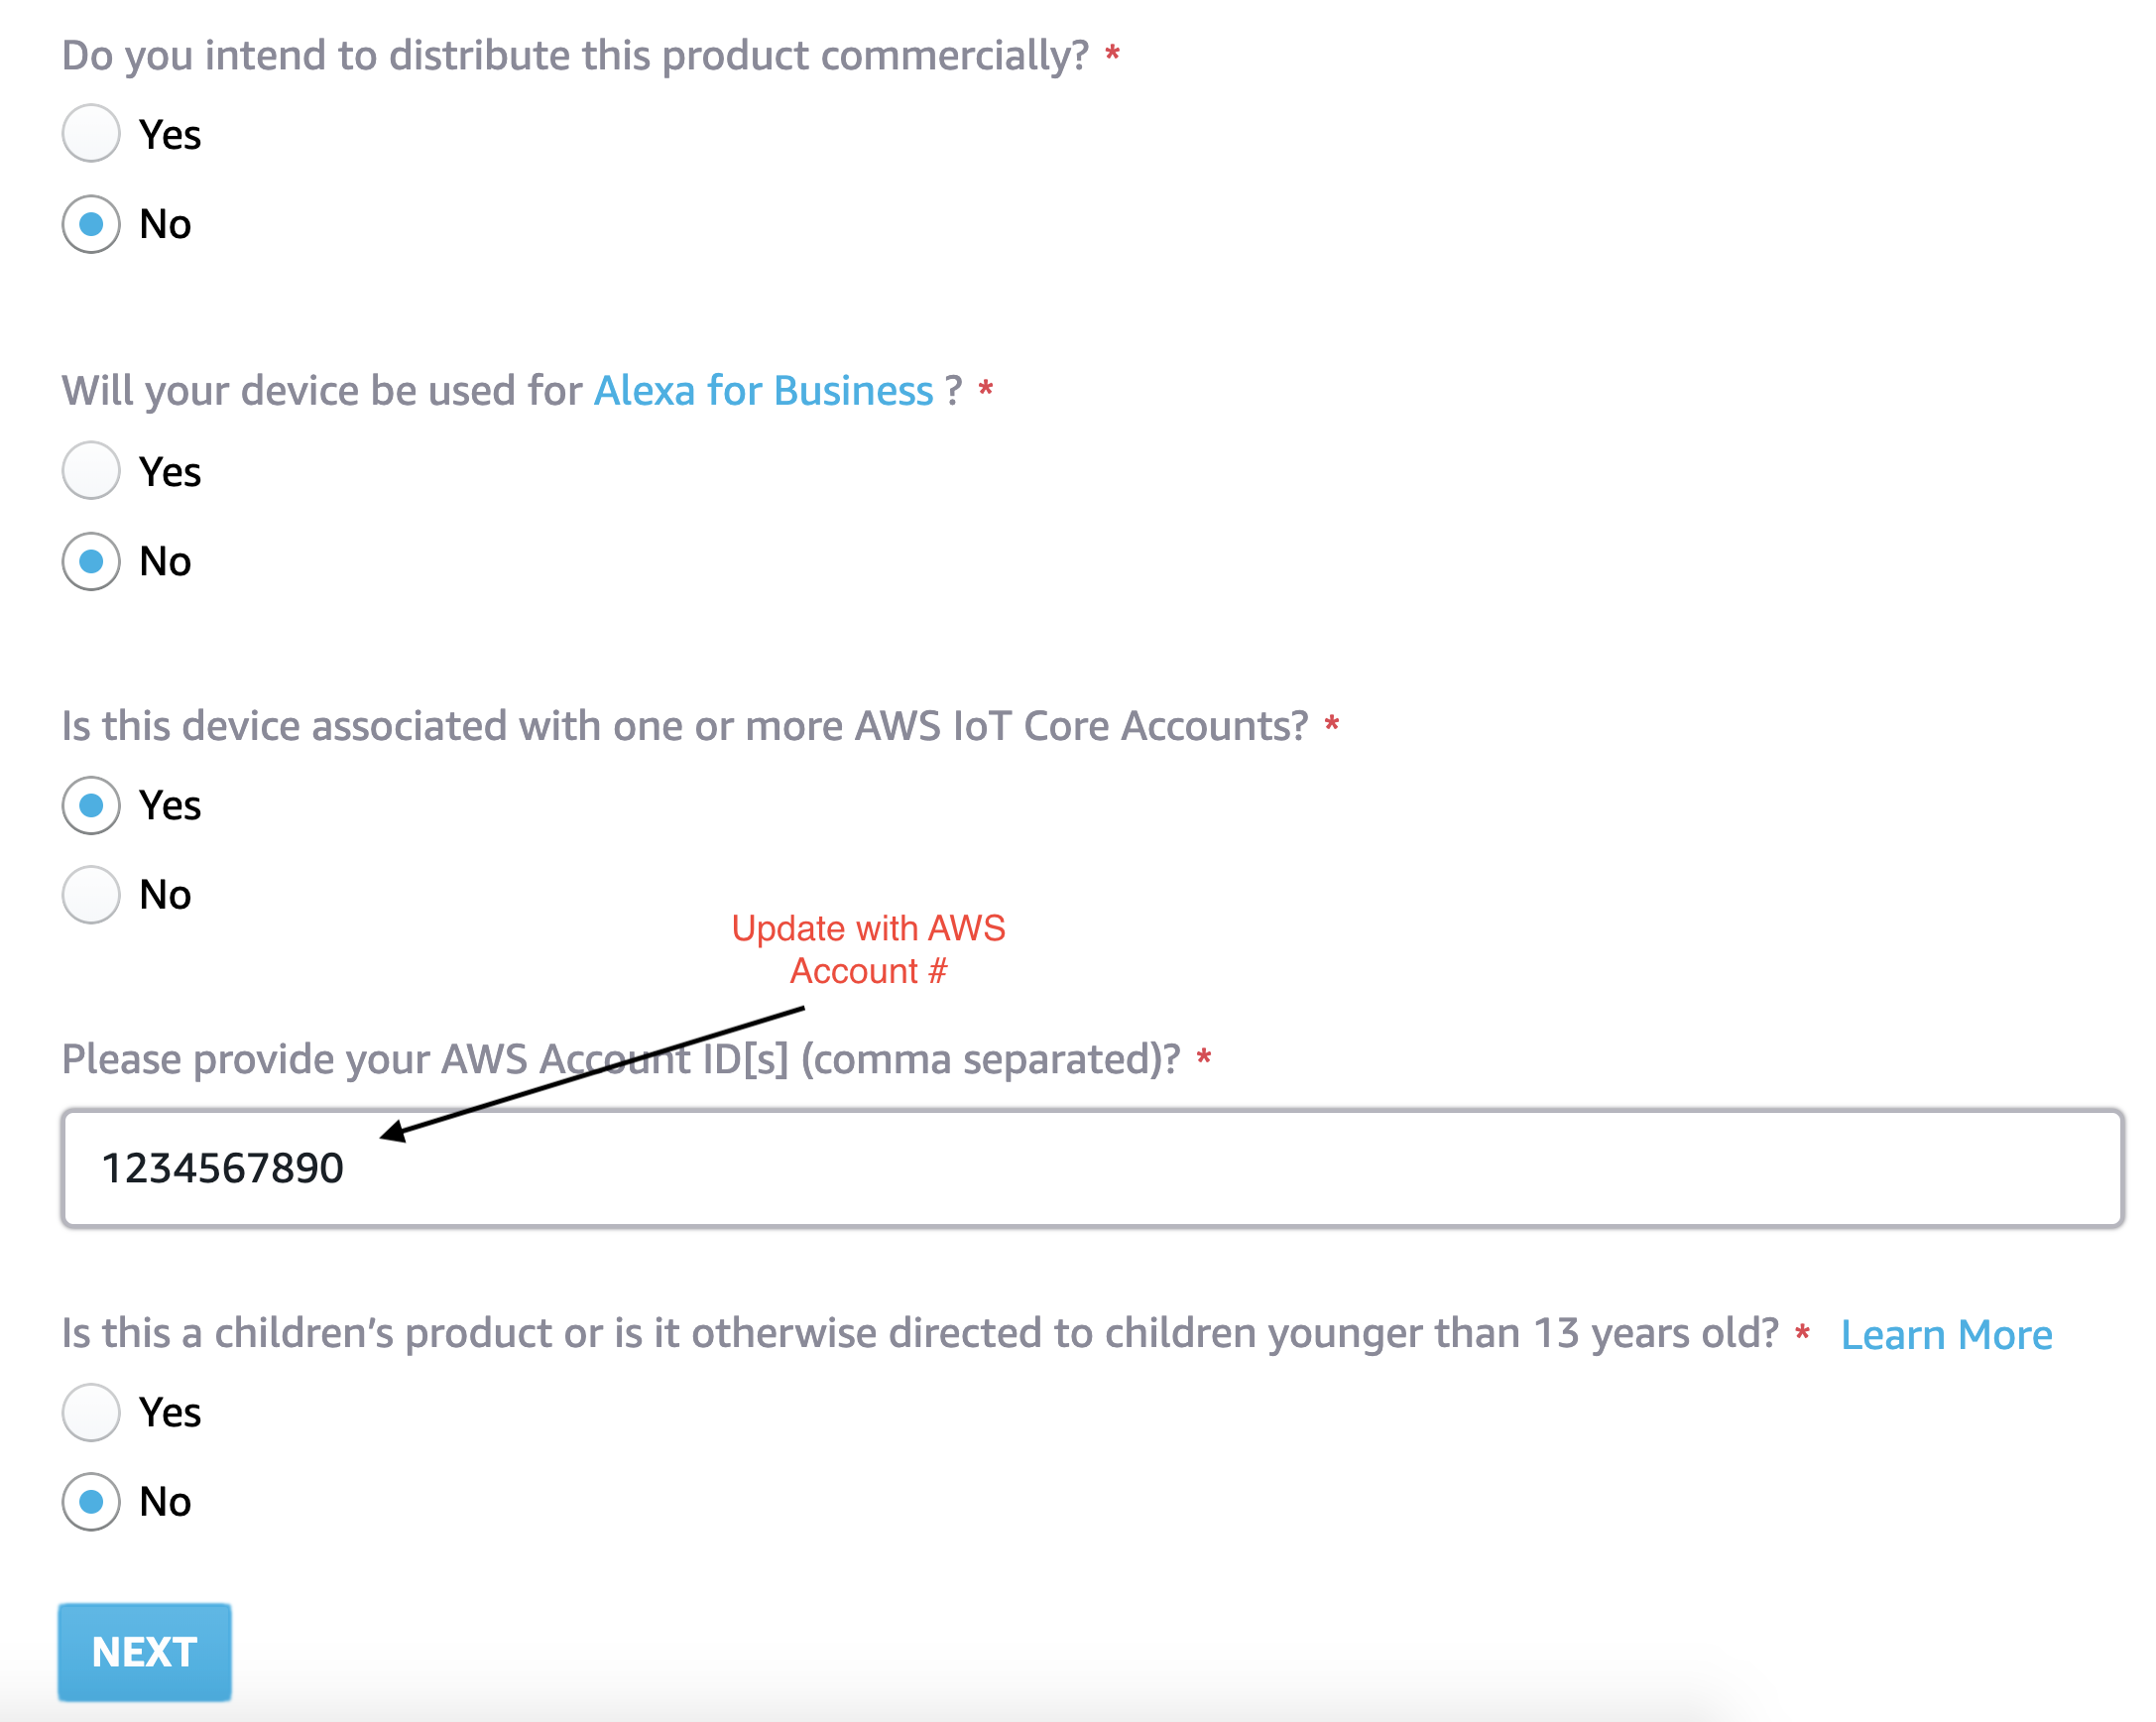 Do you intend to distribute this product commercially? *
Yes
No
Will your device be used for Alexa for Business ? *
Yes
No
Is this device associated with one or more AWS IoT Core Accounts? *
Yes
No
Update with AWS
Account #
Please provide your AWS Account ID[s] (comma separated)? *
1234567890
Is this a children's product or is it otherwise directed to children younger than 13 years old? * Learn More
Yes
No
NEXT